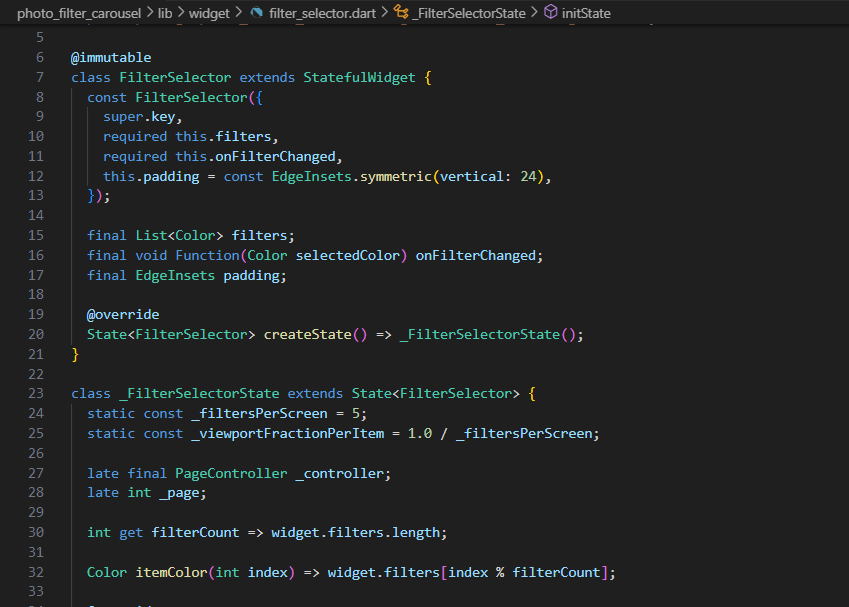 photo_filter_carousel > lib > widget > filter_selector.dart > _FilterSelectorState > initState
5
6 @immutable
7 class FilterSelector extends StatefulWidget {
8   const FilterSelector({
9     super.key,
10     required this.filters,
11     required this.onFilterChanged,
12     this.padding = const EdgeInsets.symmetric(vertical: 24),
13   });
14
15   final List<Color> filters;
16   final void Function(Color selectedColor) onFilterChanged;
17   final EdgeInsets padding;
18
19   @override
20   State<FilterSelector> createState() => _FilterSelectorState();
21 }
22
23 class _FilterSelectorState extends State<FilterSelector> {
24   static const _filtersPerScreen = 5;
25   static const _viewportFractionPerItem = 1.0 / _filtersPerScreen;
26
27   late final PageController _controller;
28   late int _page;
29
30   int get filterCount => widget.filters.length;
31
32   Color itemColor(int index) => widget.filters[index % filterCount];
33